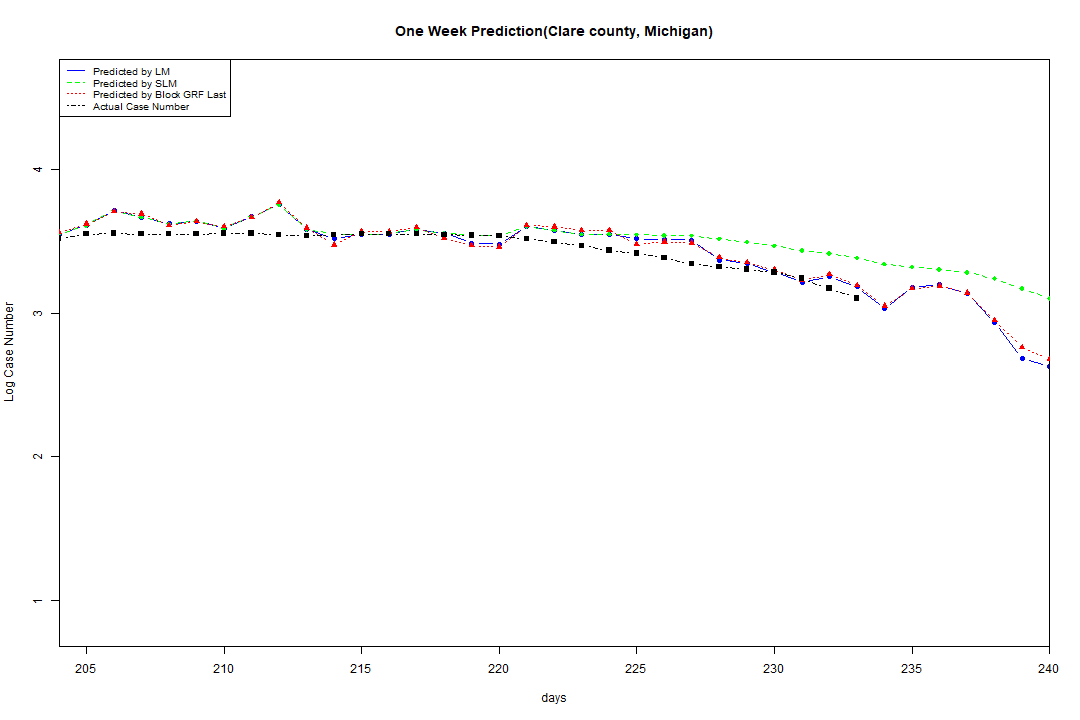 One Week Prediction(Clare county, Michigan)
Predicted by LM
Predicted by SLM
Predicted by Block GRF Last
Actual Case Number
4
3
2
1
Log Case Number
205 210 215 220 225 230 235 240
days